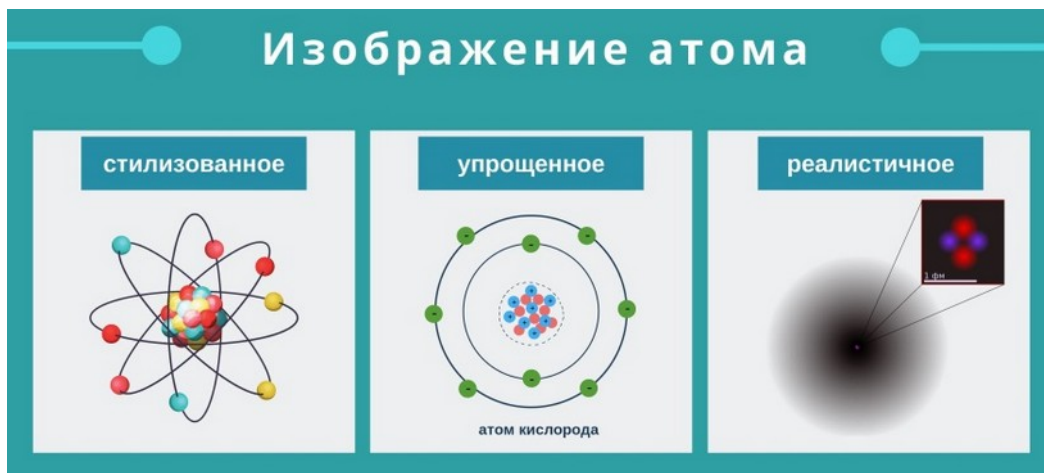 Изображение атома
стилизованное
упрощенное
реалистичное
1 фм
атом кислорода